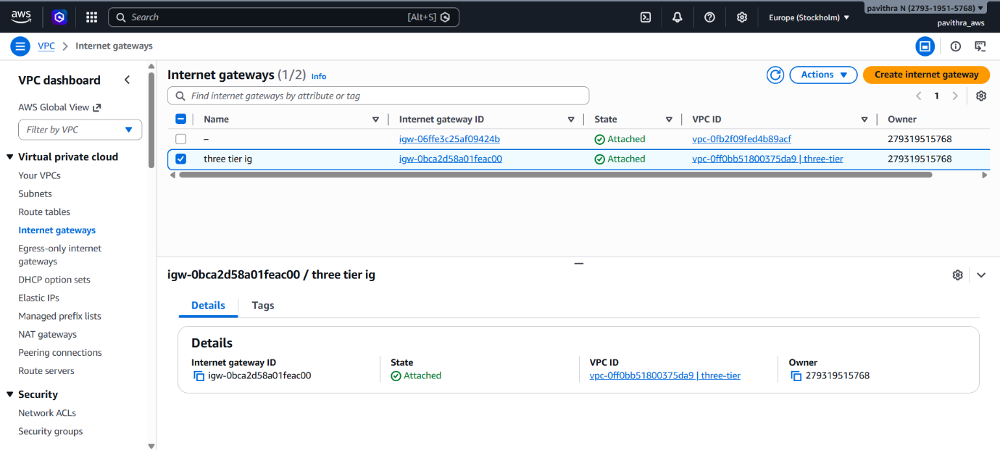 aws
Search [Alt+S]
Europe (Stockholm)
pavithra N (2793-1951-5768)
pavithra_aws
VPC
Internet gateways
VPC dashboard
AWS Global View
Filter by VPC
Virtual private cloud
Your VPCs
Subnets
Route tables
Internet gateways
Egress-only internet
gateways
DHCP option sets
Elastic IPs
Managed prefix lists
NAT gateways
Peering connections
Route servers
Security
Network ACLs
Security groups
Internet gateways (1/2) Info
Actions
Create internet gateway
Find internet gateways by attribute or tag
1
Name Internet gateway ID State VPC ID Owner
– igw-06ffe3c25af09424b Attached vpc-0fb2f09fed4b89acf 279319515768
three tier ig igw-0bca2d58a01feac00 Attached vpc-0ff0bb51800375da9 | three-tier 279319515768
igw-0bca2d58a01feac00 / three tier ig
Details Tags
Details
Internet gateway ID State VPC ID Owner
igw-0bca2d58a01feac00 Attached vpc-0ff0bb51800375da9 | three-tier 279319515768